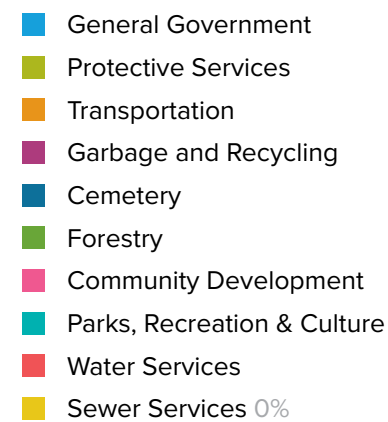 General Government
Protective Services
Transportation
Garbage and Recycling
Cemetery
Forestry
Community Development
Parks, Recreation & Culture
Water Services
Sewer Services 0%